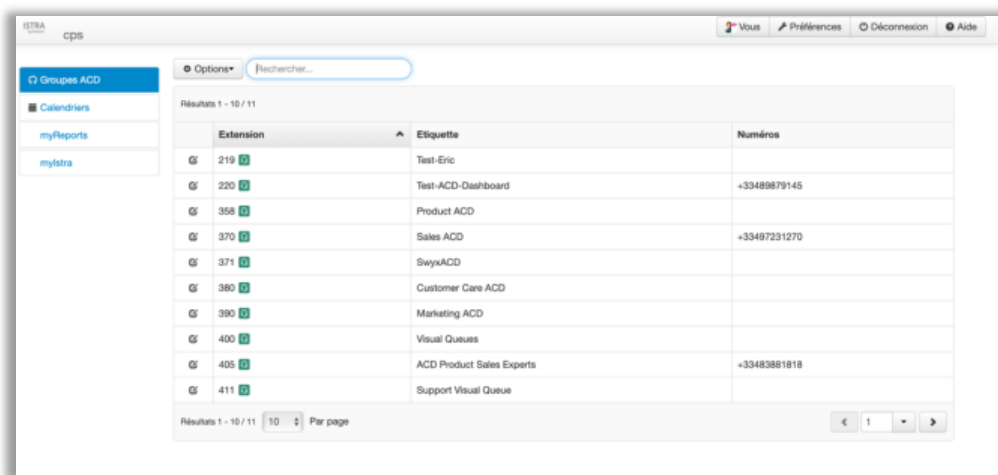 ISTRA
cps
Vous Préférences Déconnexion Aide
Groupes ACD
Calendriers
myReports
myIstra
Options Rechercher...
Résultats 1 - 10 / 11
Extension Etiquette Numéros
219 Test-Eric
220 Test-ACD-Dashboard +33489879145
358 Product ACD
370 Sales ACD +33497231270
371 SwyxACD
380 Customer Care ACD
390 Marketing ACD
400 Visual Queues
405 ACD Product Sales Experts +33483881818
411 Support Visual Queue
Résultats 1 - 10 / 11 10 Par page 1